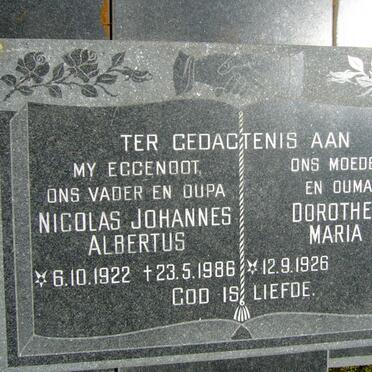 TER GEDAGTENIS AAN
MY EGGENOOT,
ONS VADER EN OUPA
NICOLAS JOHANNES
ALBERTUS
6.10.1922 †23.5.1986
ONS MOEDE
EN OUMA
DOROTHE
MARIA
12.9.1926
GOD IS LIEFDE.